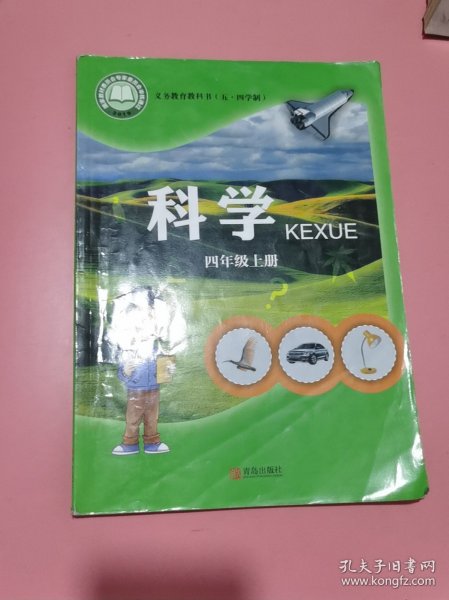 义务教育教科书（五·四学制）
科学
KEXUE
四年级上册
?
青岛出版社
孔夫子旧书网
www.kongfz.com